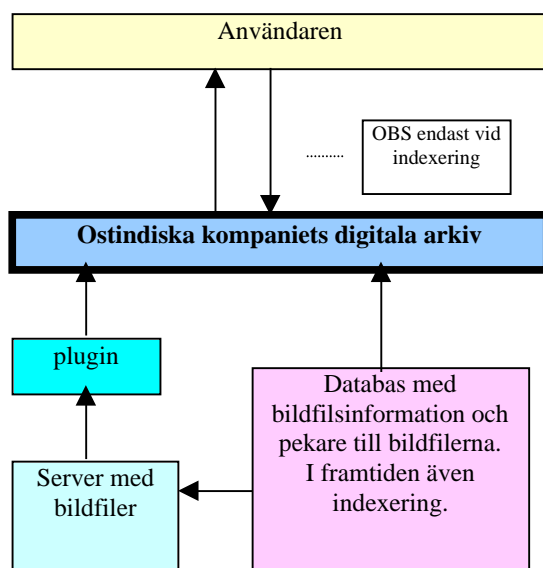 Användaren
OBS endast vid
indexering
..........
Ostindiska kompaniets digitala arkiv
plugin
Databas med
bildfilsinformation och
pekare till bildfilerna.
I framtiden även
indexering.
Server med
bildfiler